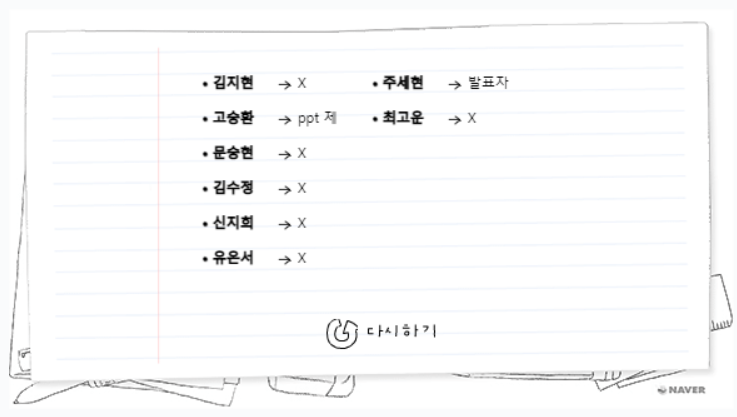 • 김지현 → X • 주세현 → 발표자
• 고승환 → ppt 제 • 최고운 → X
• 문승현 → X
• 김수정 → X
• 신지희 → X
• 유은서 → X
다시하기
NAVER